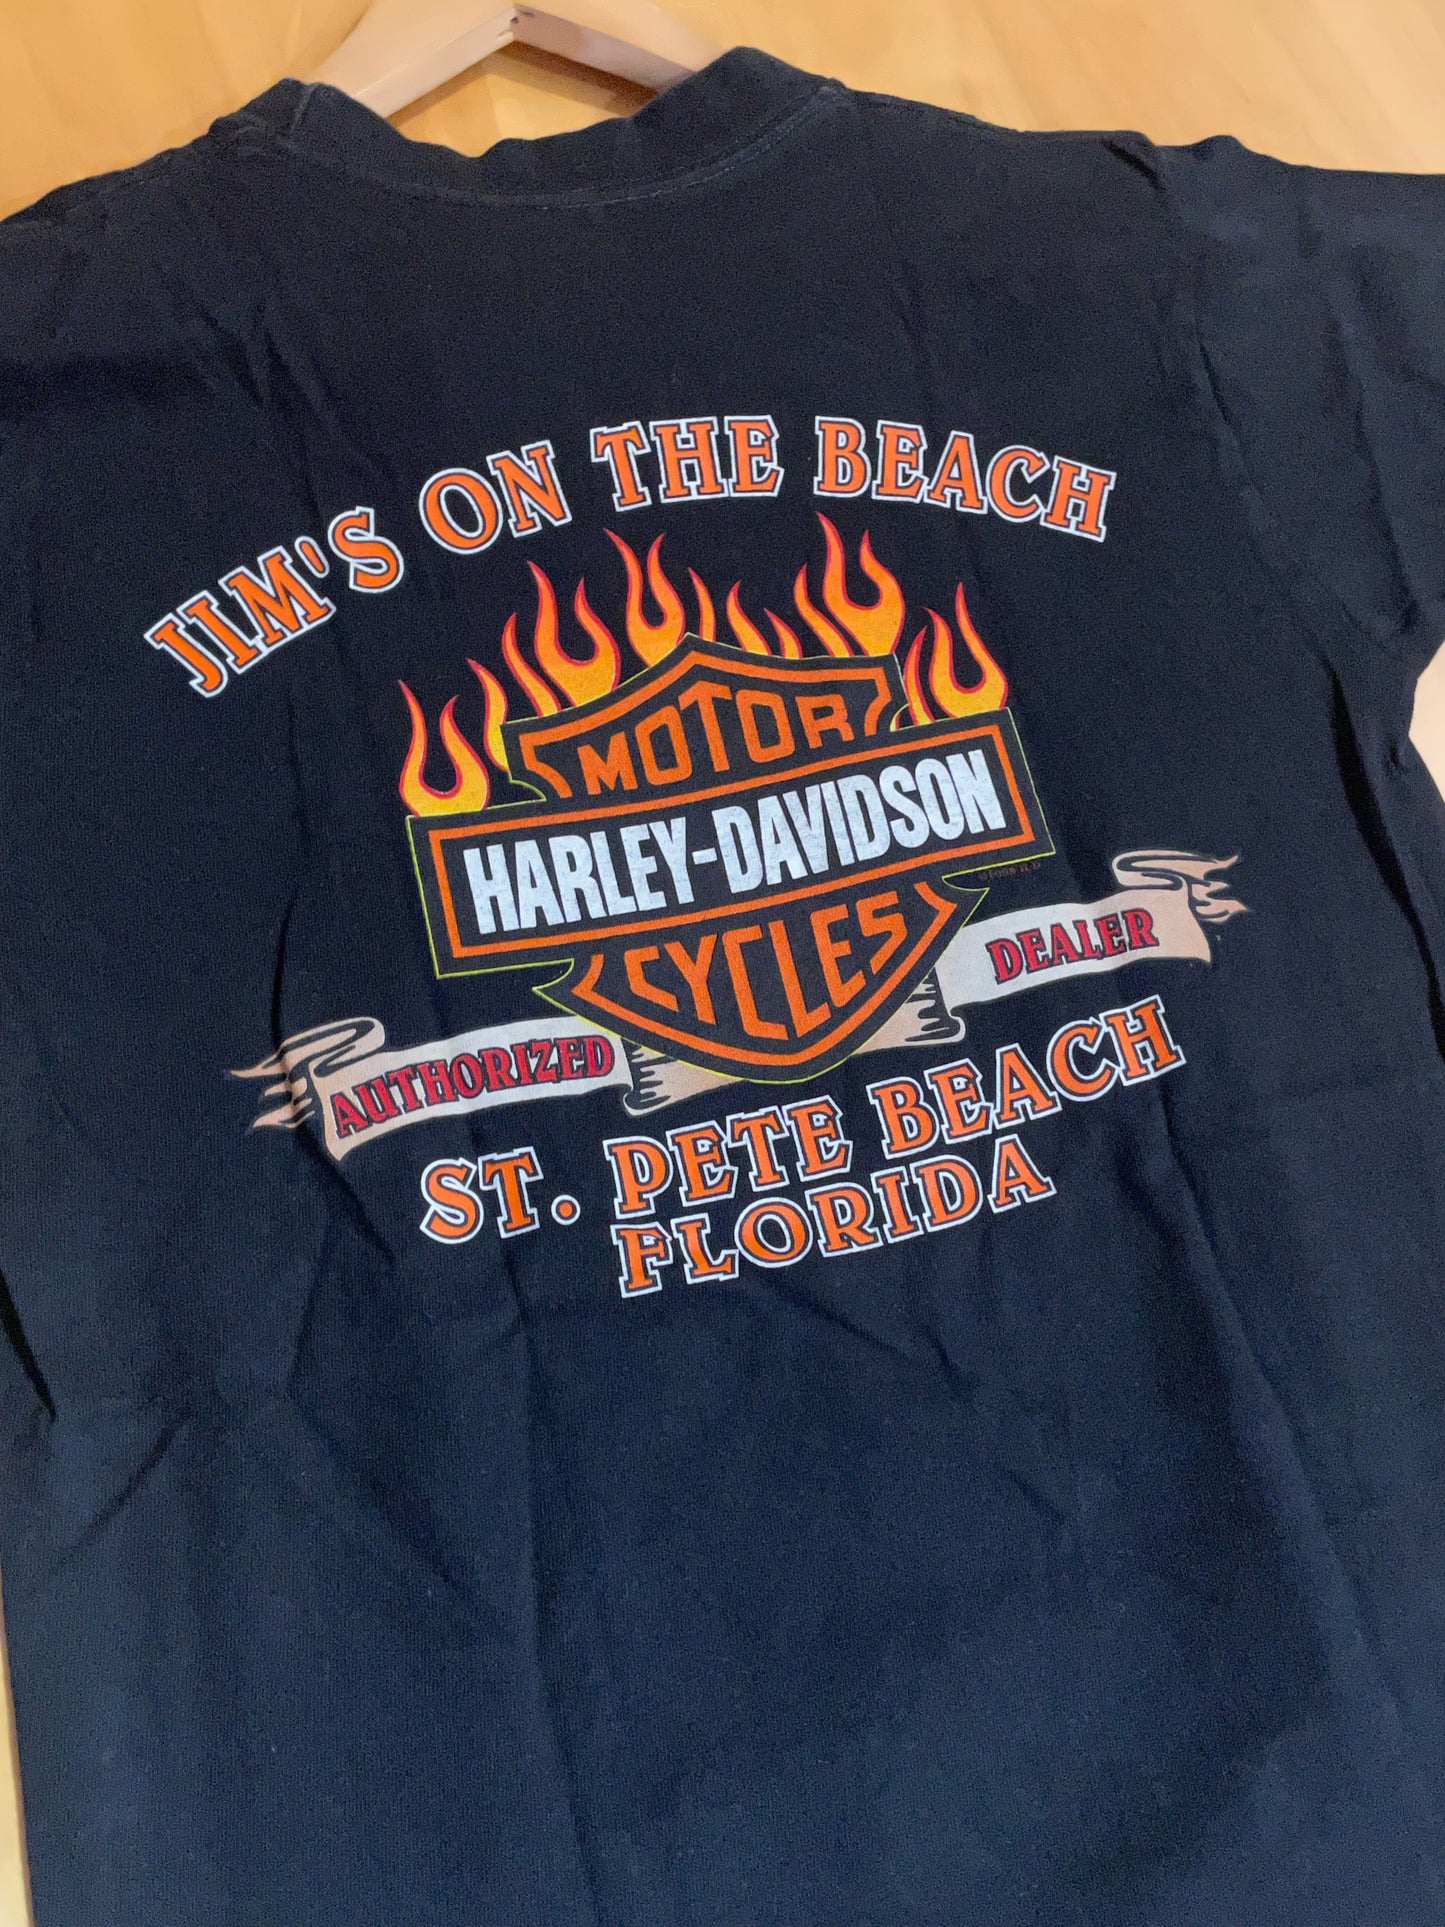 JIM'S ON THE BEACH
MOTOR
HARLEY-DAVIDSON
CYCLES
AUTHORIZED DEALER
ST. PETE BEACH
FLORIDA